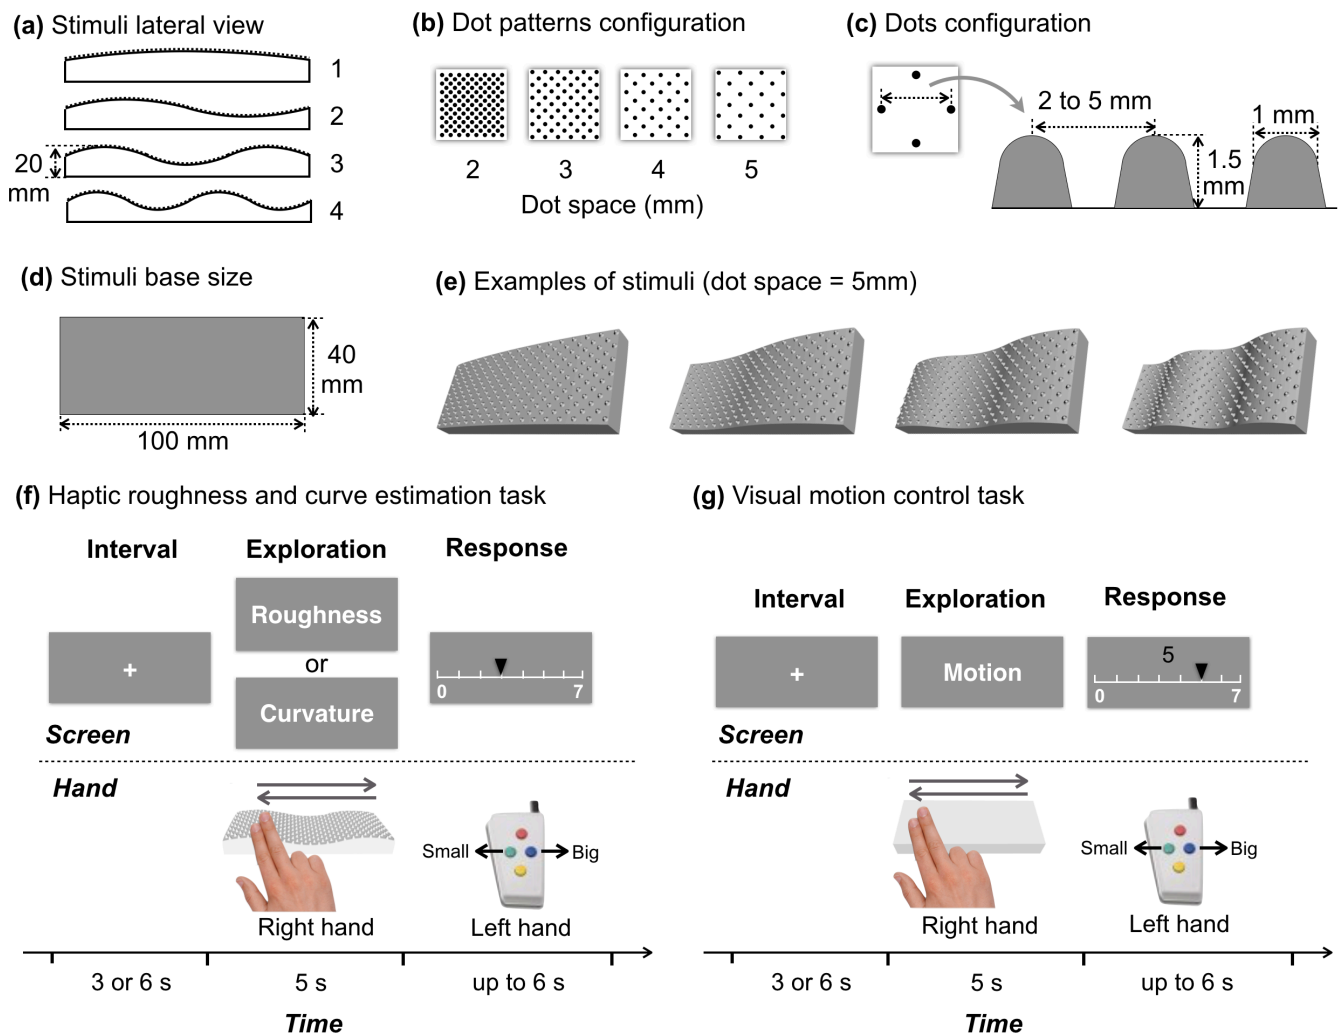 (a) Stimuli lateral view
1
2
3
4
20
mm
(b) Dot patterns configuration
2 3 4 5
Dot space (mm)
(c) Dots configuration
2 to 5 mm
1 mm
1.5
mm
(d) Stimuli base size
40
mm
100 mm
(e) Examples of stimuli (dot space = 5mm)
(f) Haptic roughness and curve estimation task
Interval Exploration Response
Roughness
or
Curvature
+
0 7
Screen
Hand
Small Big
Right hand Left hand
3 or 6 s 5 s up to 6 s
Time
(g) Visual motion control task
Interval Exploration Response
+
Motion
5
0 7
Screen
Hand
Small Big
Right hand Left hand
3 or 6 s 5 s up to 6 s
Time